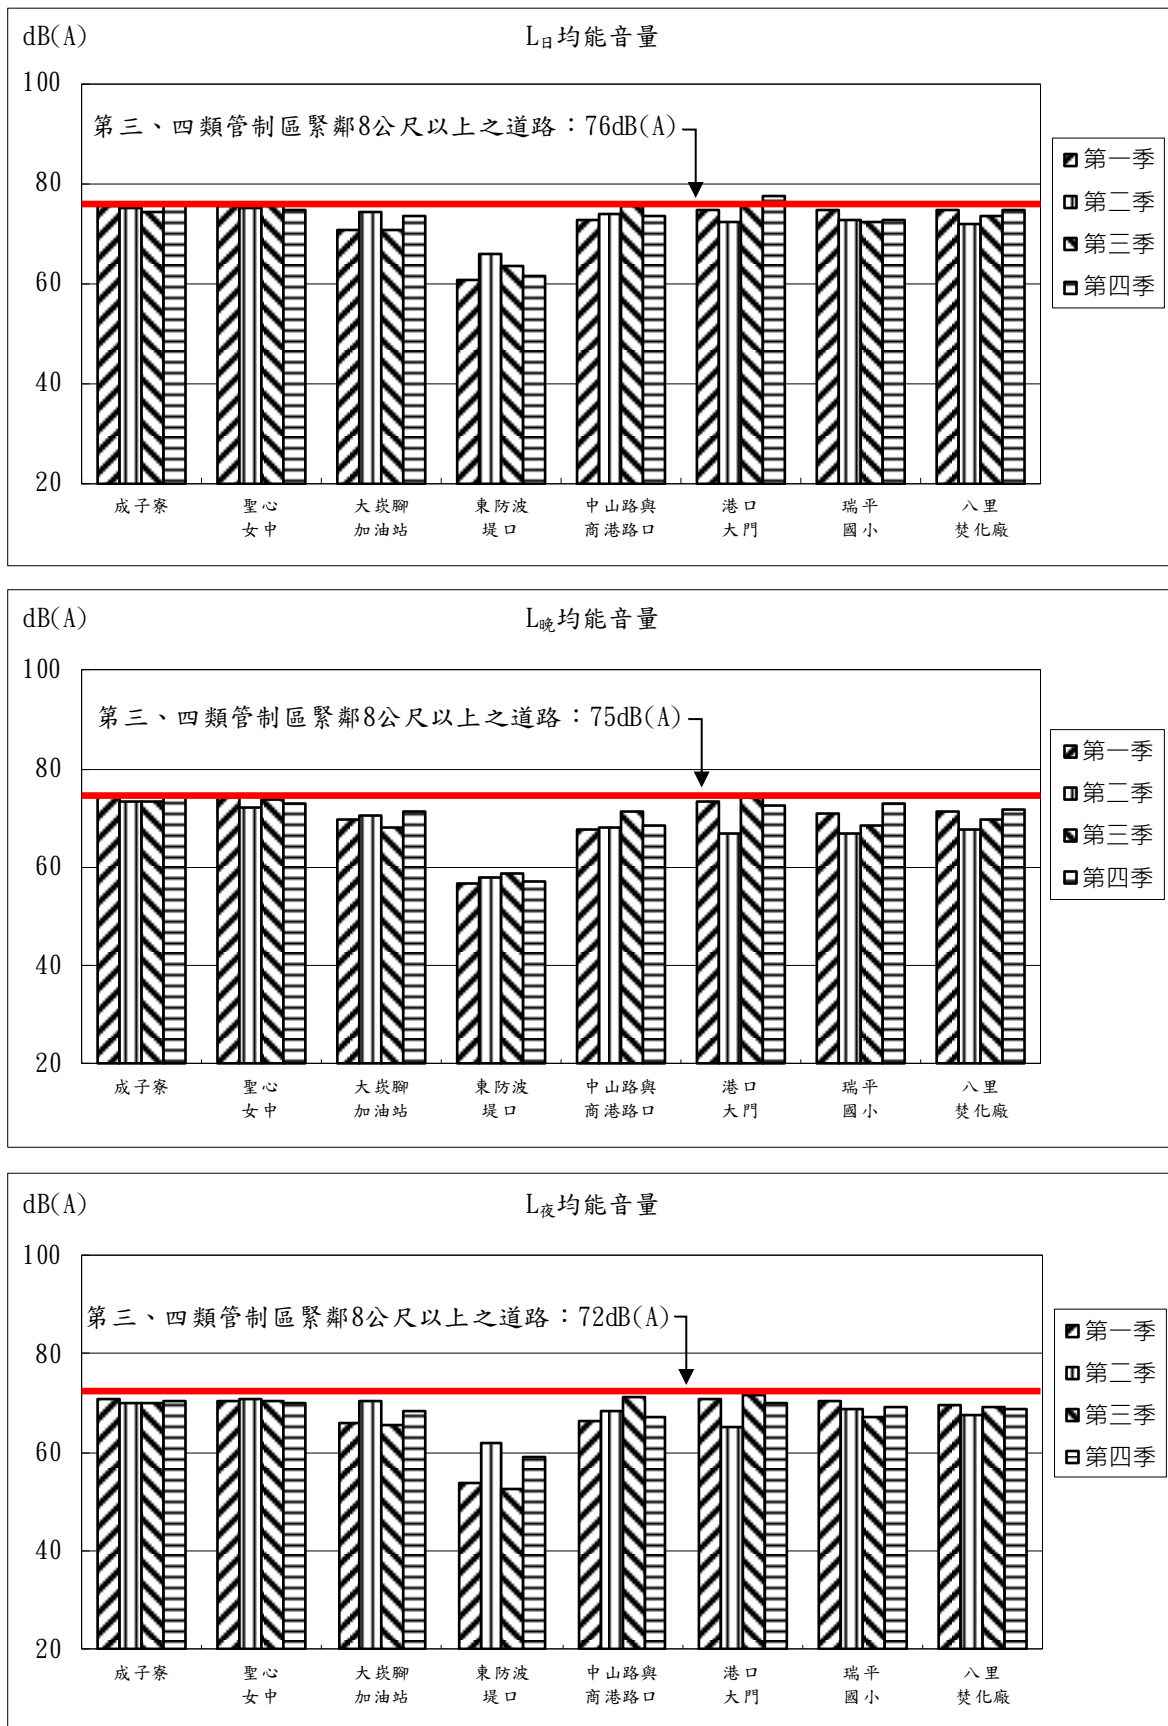 dB(A)
L日均能音量
100
第三、四類管制區緊鄰8公尺以上之道路：76dB(A)
80
60
40
20
第一季
第二季
第三季
第四季
成子寮
聖心
女中
大崁腳
加油站
東防波
堤口
中山路與
商港路口
港口
大門
瑞平
國小
八里
焚化廠
dB(A)
L晚均能音量
100
第三、四類管制區緊鄰8公尺以上之道路：75dB(A)
80
60
40
20
第一季
第二季
第三季
第四季
成子寮
聖心
女中
大崁腳
加油站
東防波
堤口
中山路與
商港路口
港口
大門
瑞平
國小
八里
焚化廠
dB(A)
L夜均能音量
100
第三、四類管制區緊鄰8公尺以上之道路：72dB(A)
80
60
40
20
第一季
第二季
第三季
第四季
成子寮
聖心
女中
大崁腳
加油站
東防波
堤口
中山路與
商港路口
港口
大門
瑞平
國小
八里
焚化廠